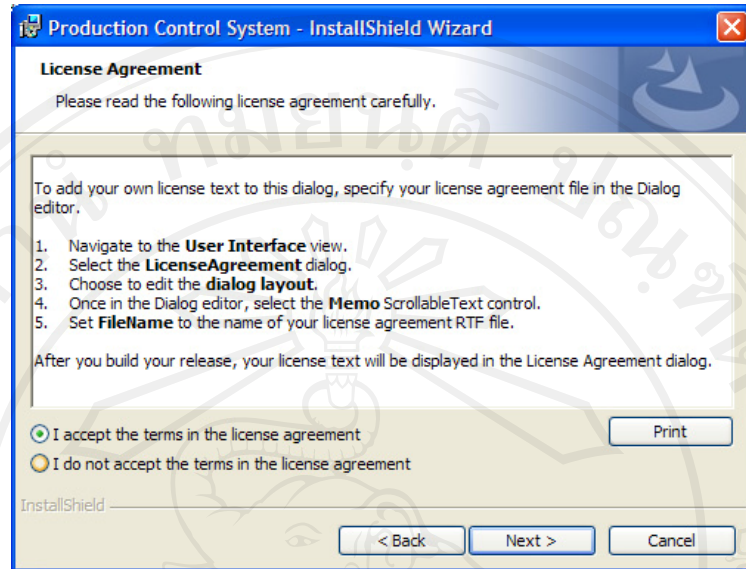 Production Control System - InstallShield Wizard
License Agreement
Please read the following license agreement carefully.
To add your own license text to this dialog, specify your license agreement file in the Dialog
editor.
1. Navigate to the User Interface view.
2. Select the LicenseAgreement dialog.
3. Choose to edit the dialog layout.
4. Once in the Dialog editor, select the Memo ScrollableText control.
5. Set FileName to the name of your license agreement RTF file.
After you build your release, your license text will be displayed in the License Agreement dialog.
I accept the terms in the license agreement
Print
I do not accept the terms in the license agreement
InstallShield
< Back Next > Cancel